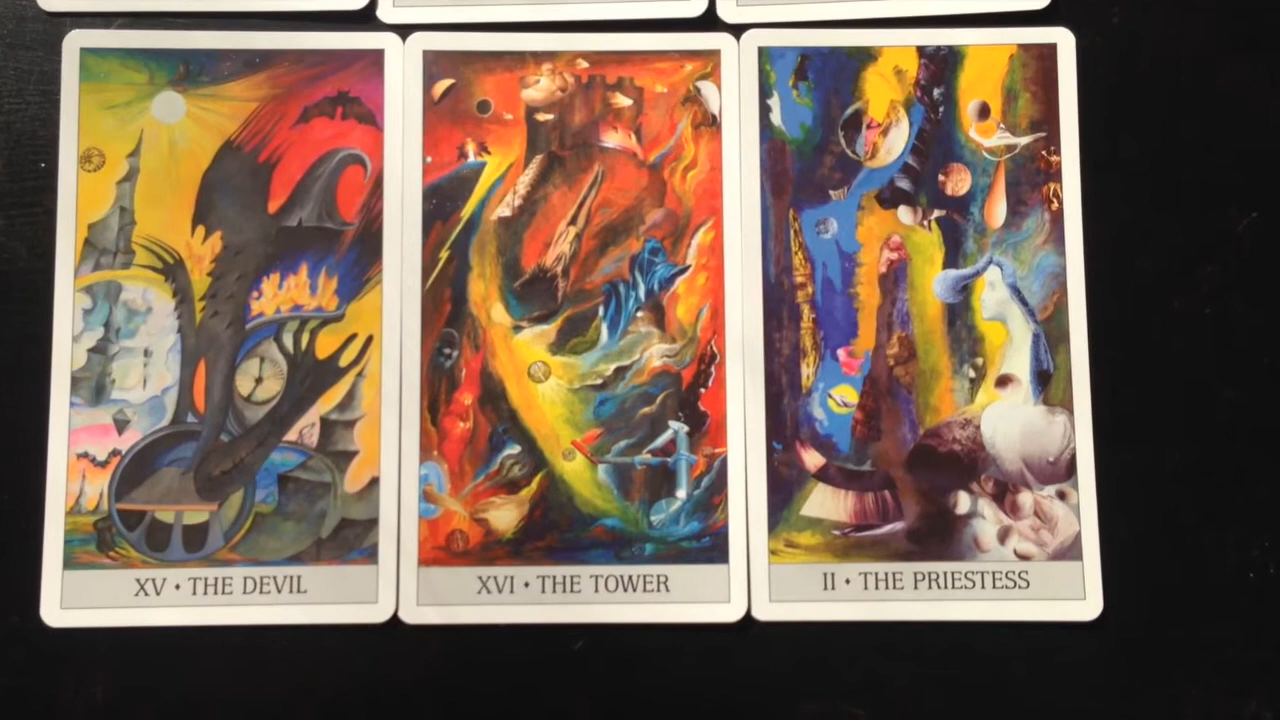 XV • THE DEVIL
XVI • THE TOWER
II • THE PRIESTESS